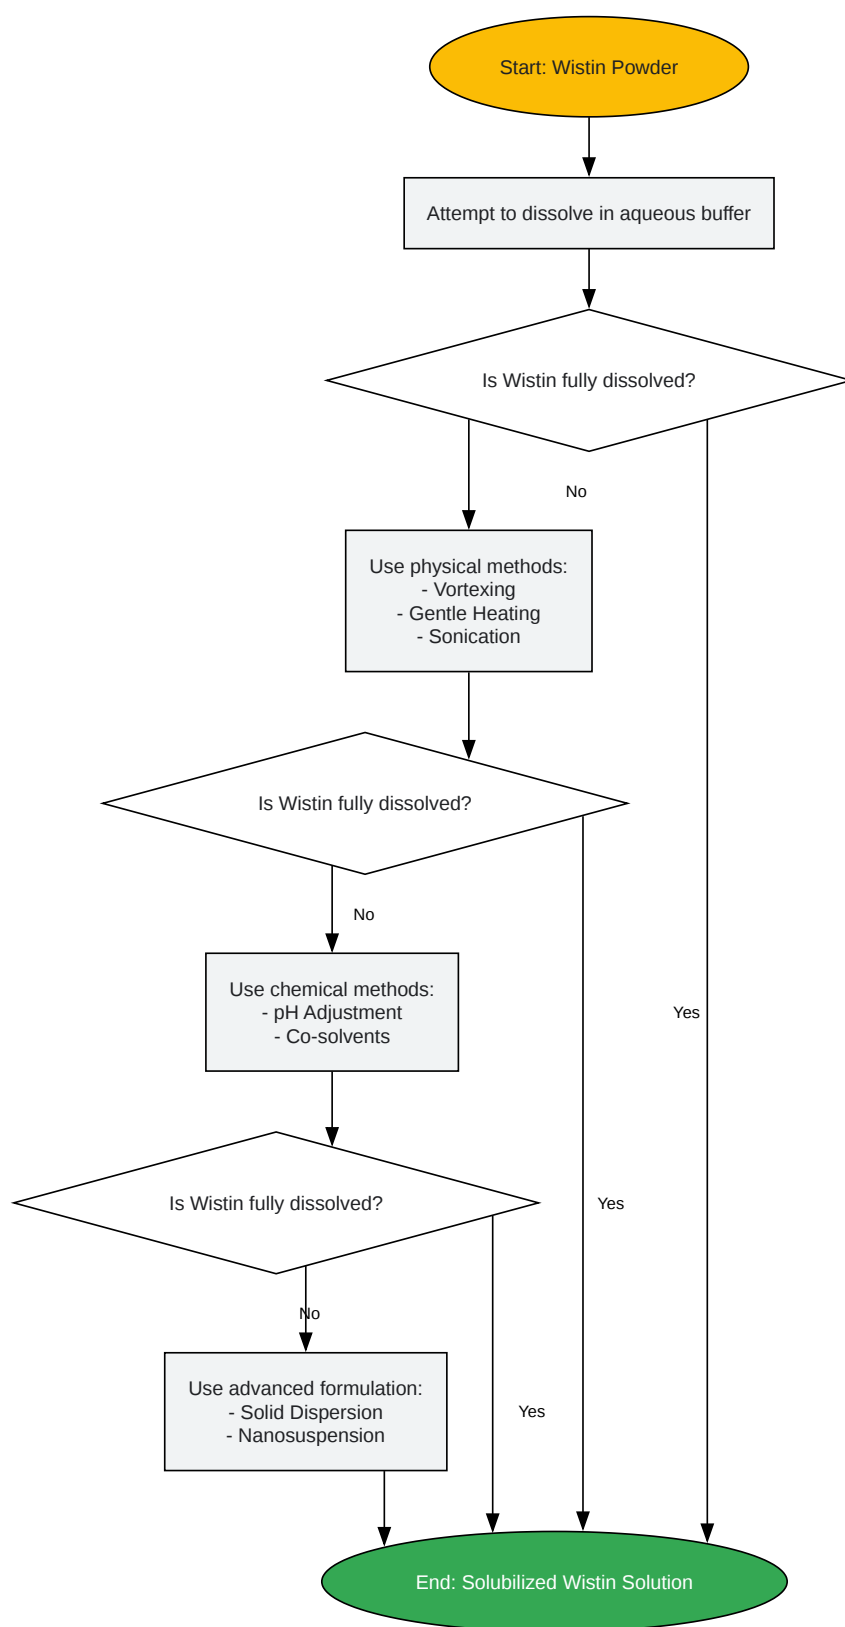 Start: Wistin Powder
Attempt to dissolve in aqueous buffer
Is Wistin fully dissolved?
No
Use physical methods:
- Vortexing
- Gentle Heating
- Sonication
Is Wistin fully dissolved?
No
Use chemical methods:
- pH Adjustment
- Co-solvents
Yes
Is Wistin fully dissolved?
Yes
No
Use advanced formulation:
- Solid Dispersion
- Nanosuspension
Yes
End: Solubilized Wistin Solution